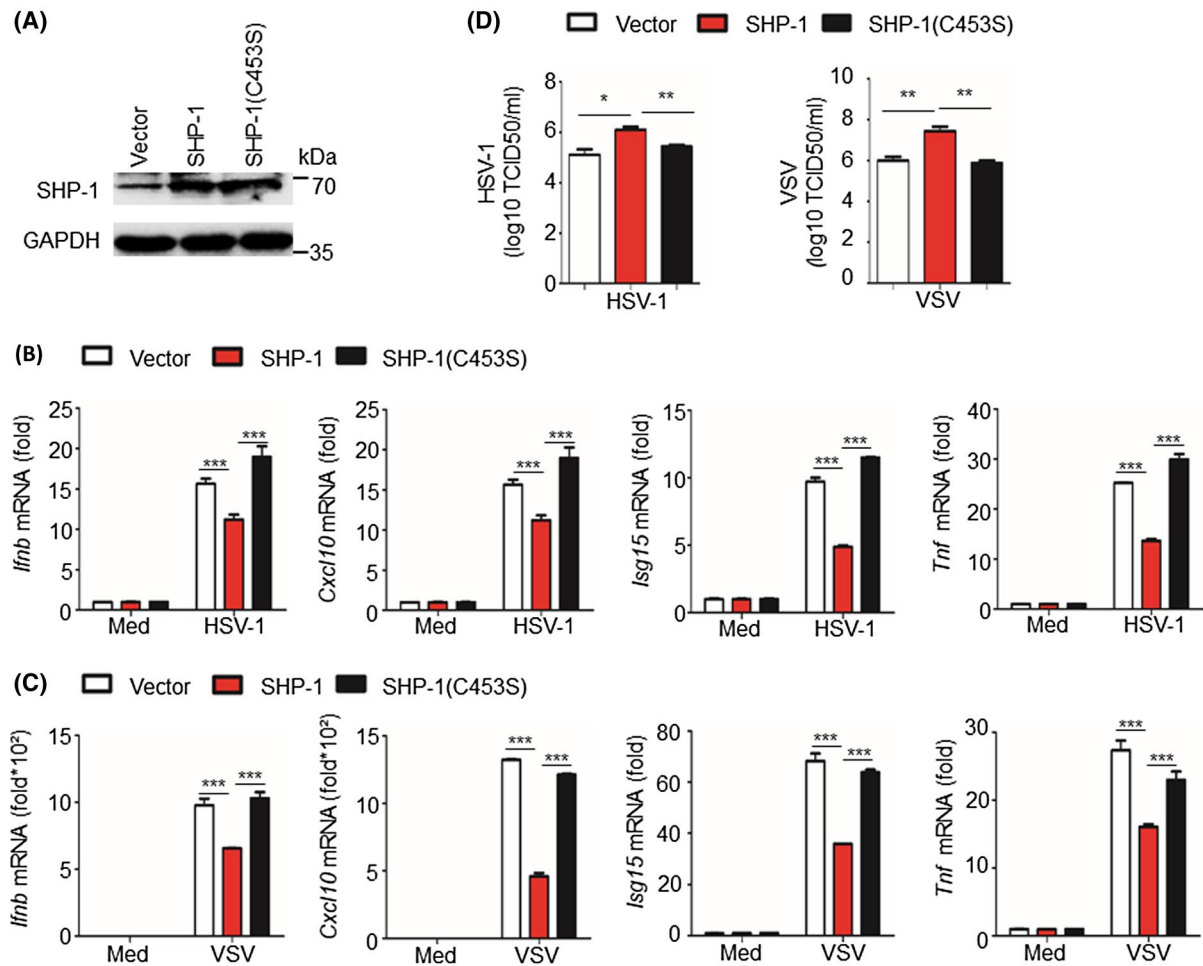 (A)
Vector
SHP-1
SHP-1(C453S)
kDa
SHP-1
70
GAPDH
35
(D)
Vector SHP-1 SHP-1(C453S)
HSV-1
(log10 TCID50/ml)
8
6
4
2
0
* **
HSV-1
VSV
(log10 TCID50/ml)
10
8
6
4
2
0
** **
VSV
(B)
Vector SHP-1 SHP-1(C453S)
Ifnb mRNA (fold)
25
20
15
10
5
0
*** ***
Med HSV-1
Cxcl10 mRNA (fold)
25
20
15
10
5
0
*** ***
Med HSV-1
Isg15 mRNA (fold)
15
10
5
0
*** ***
Med HSV-1
Tnf mRNA (fold)
40
30
20
10
0
*** ***
Med HSV-1
(C)
Vector SHP-1 SHP-1(C453S)
Ifnb mRNA (fold*10²)
15
10
5
0
*** ***
Med VSV
Cxcl10 mRNA (fold*10²)
15
10
5
0
*** ***
Med VSV
Isg15 mRNA (fold)
80
60
40
20
0
*** ***
Med VSV
Tnf mRNA (fold)
30
20
10
0
*** ***
Med VSV